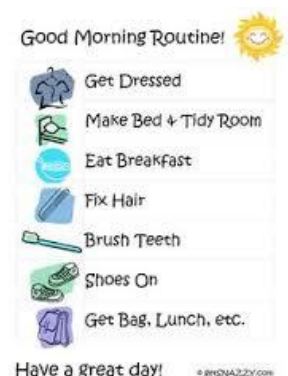 Good Morning Routine!
Get Dressed
Make Bed & Tidy Room
Eat Breakfast
Fix Hair
Brush Teeth
Shoes On
Get Bag, Lunch, etc.
Have a great day!